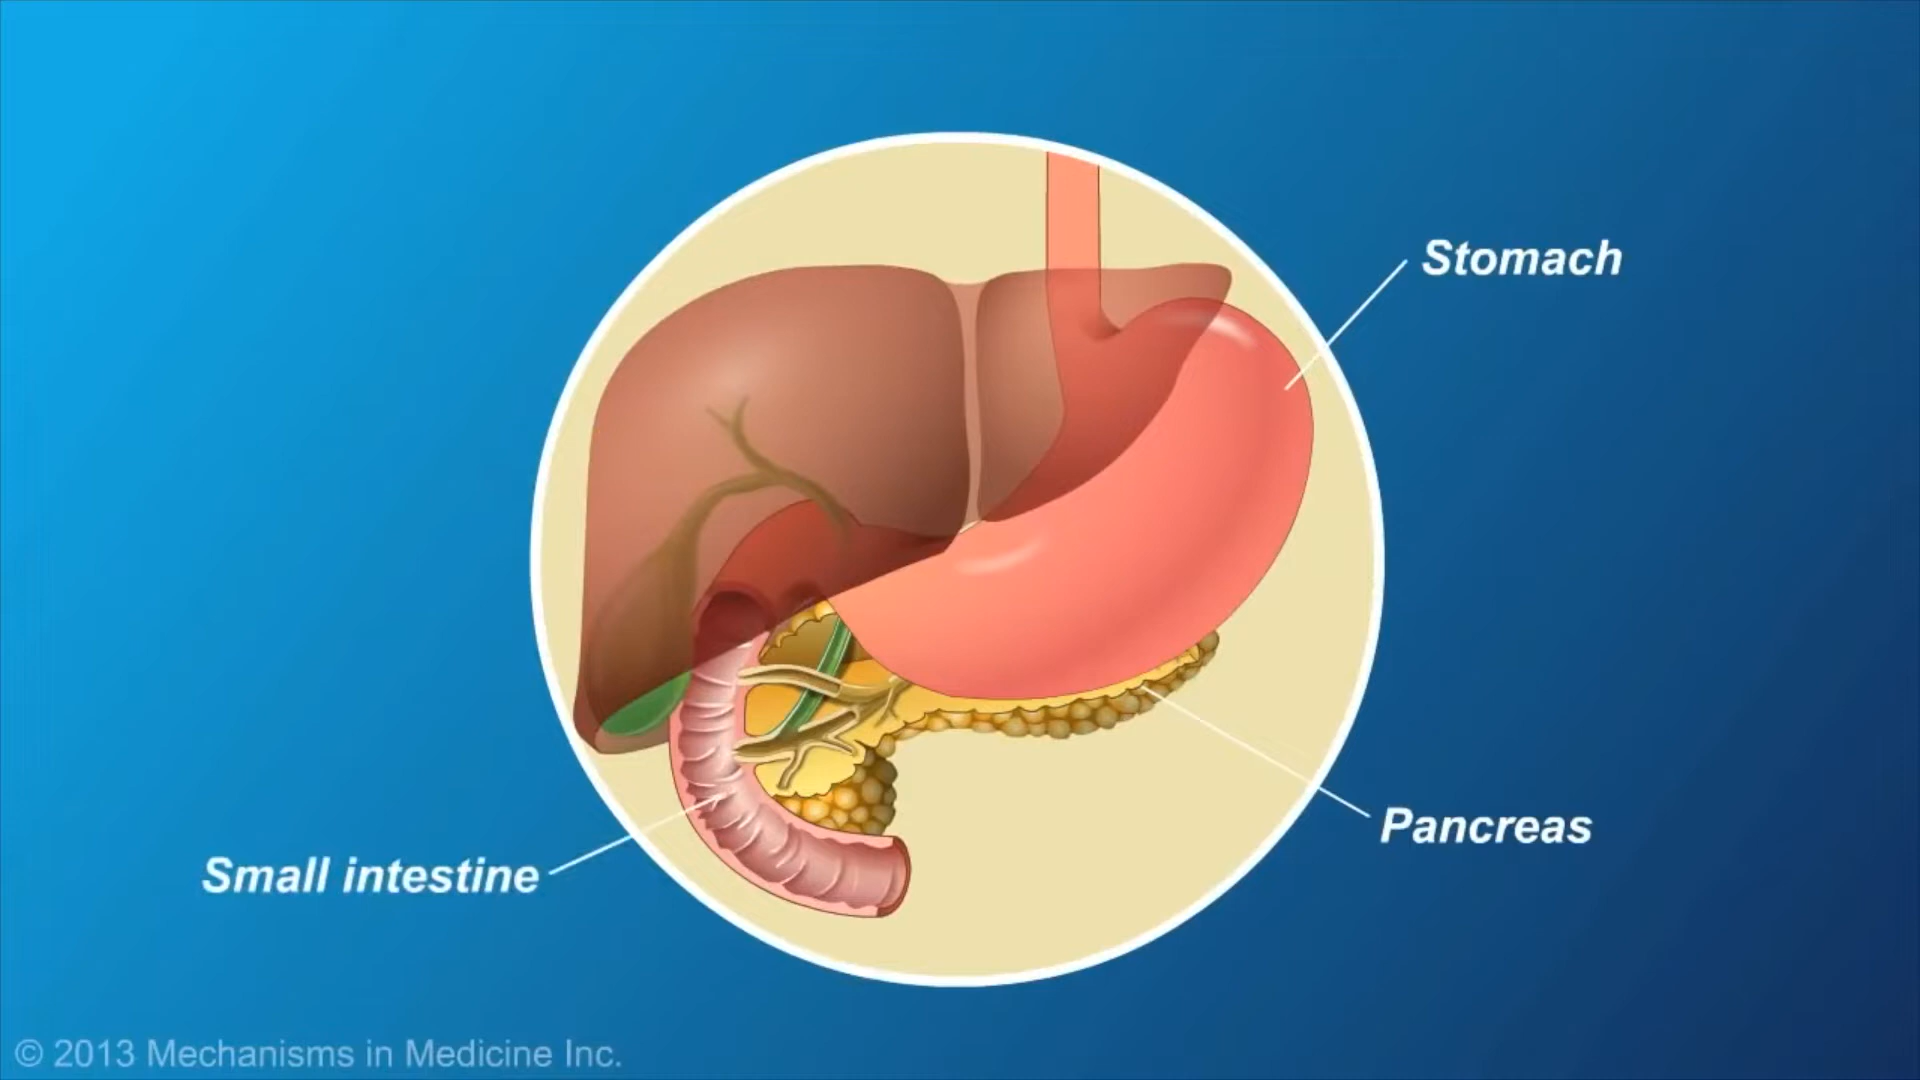 Stomach
Pancreas
Small intestine
© 2013 Mechanisms in Medicine Inc.